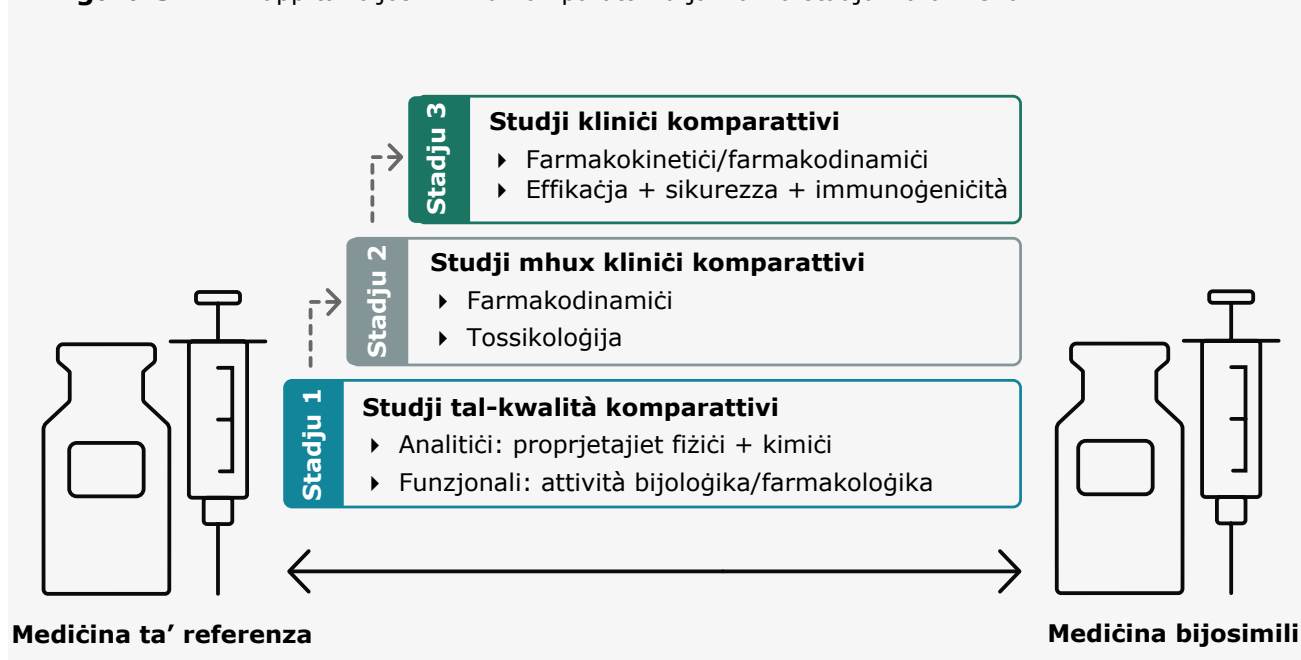 Stadju 3
Studji kliniċi komparattivi
Farmakokinetiċi/farmakodinamiċi
Effikaċja + sikurezza + immunoġeniċità
Stadju 2
Studji mhux kliniċi komparattivi
Farmakodinamiċi
Tossikoloġija
Stadju 1
Studji tal-kwalità komparattivi
Analitiċi: proprjetajiet fiżiċi + kimiċi
Funzjonali: attività bijoloġika/farmakoloġika
Mediċina ta’ referenza
Mediċina bijosimili